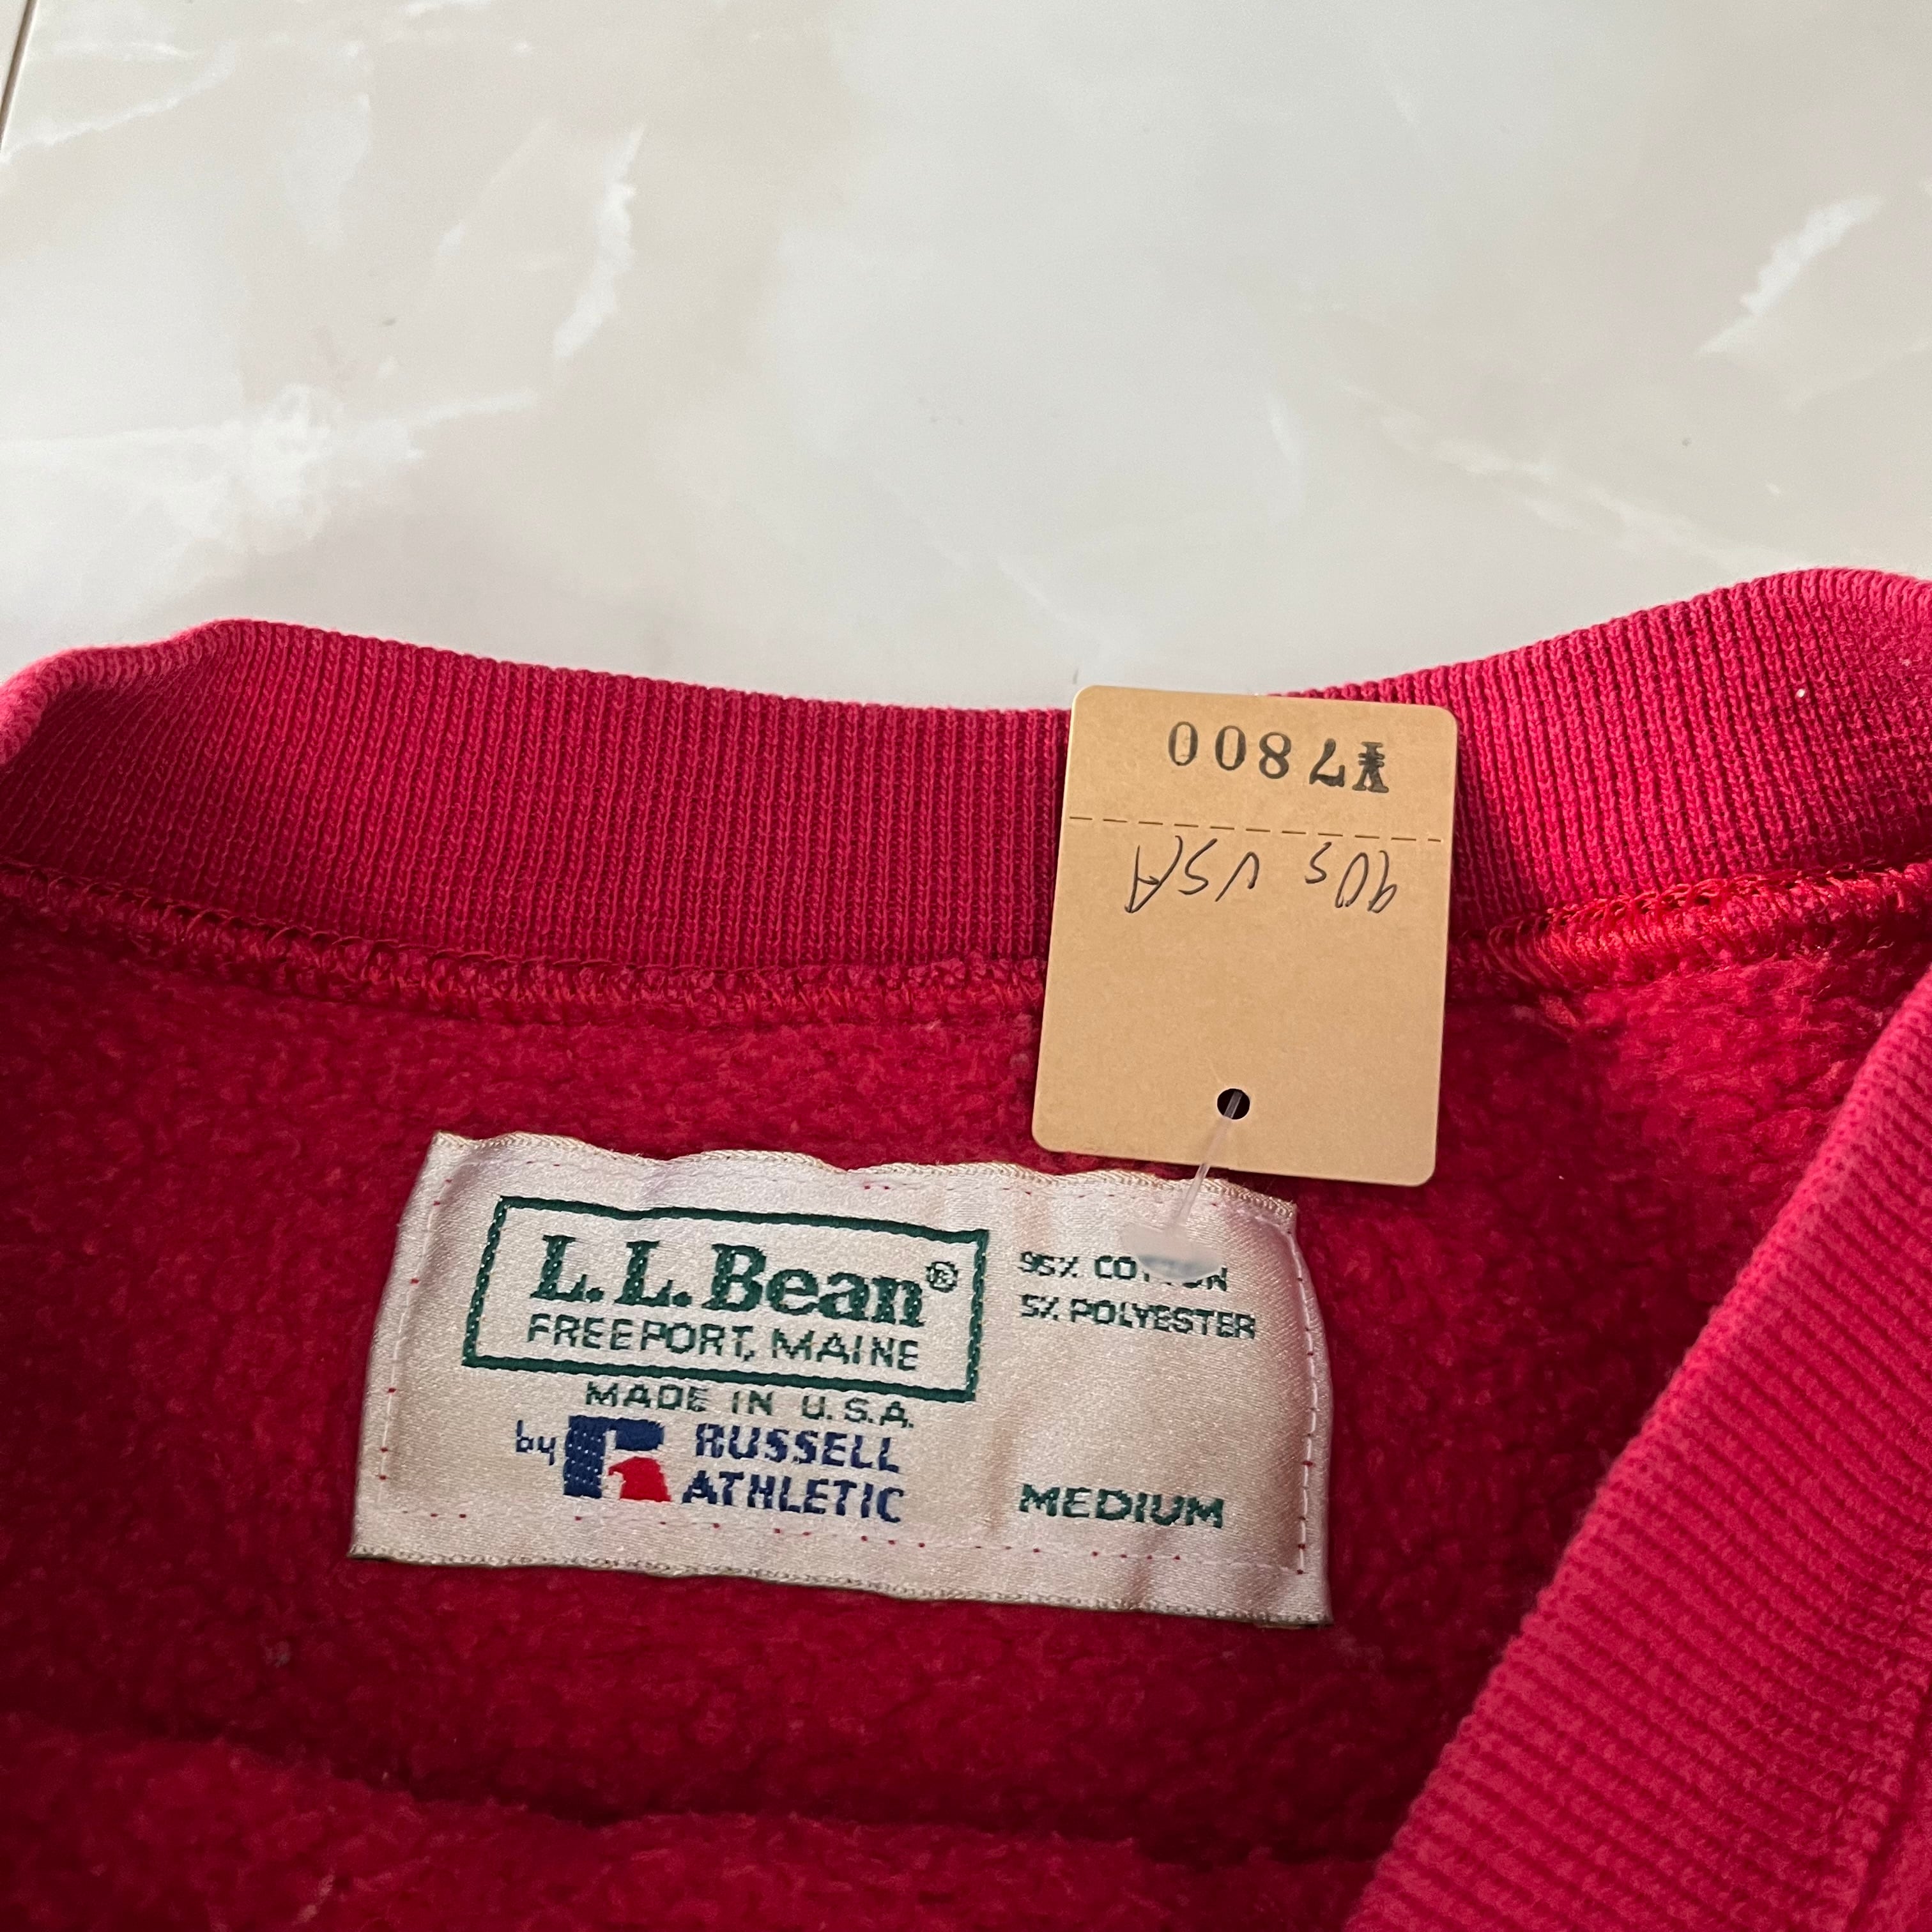 ¥7800
90s USA
L.L.Bean®
FREEPORT, MAINE
MADE IN U.S.A.
by RUSSELL
ATHLETIC
95% COTTON
5% POLYESTER
MEDIUM